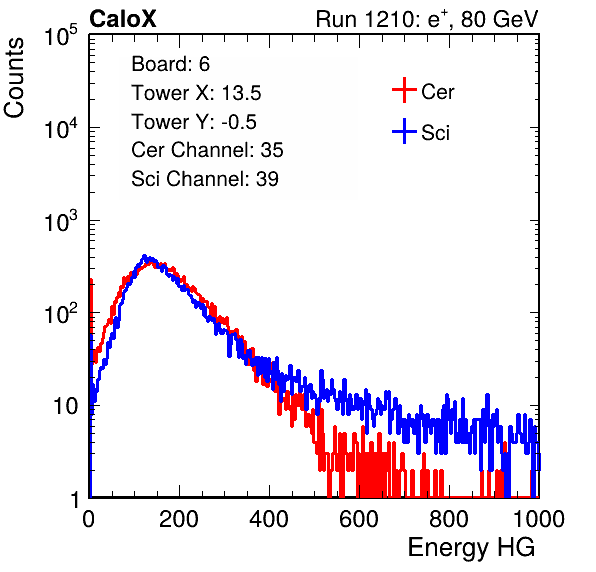 CaloX Run 1210: e⁺, 80 GeV
Counts
10⁵
10⁴
10³
10²
10
1
Board: 6
Tower X: 13.5
Tower Y: -0.5
Cer Channel: 35
Sci Channel: 39
Cer
Sci
0 200 400 600 800 1000
Energy HG